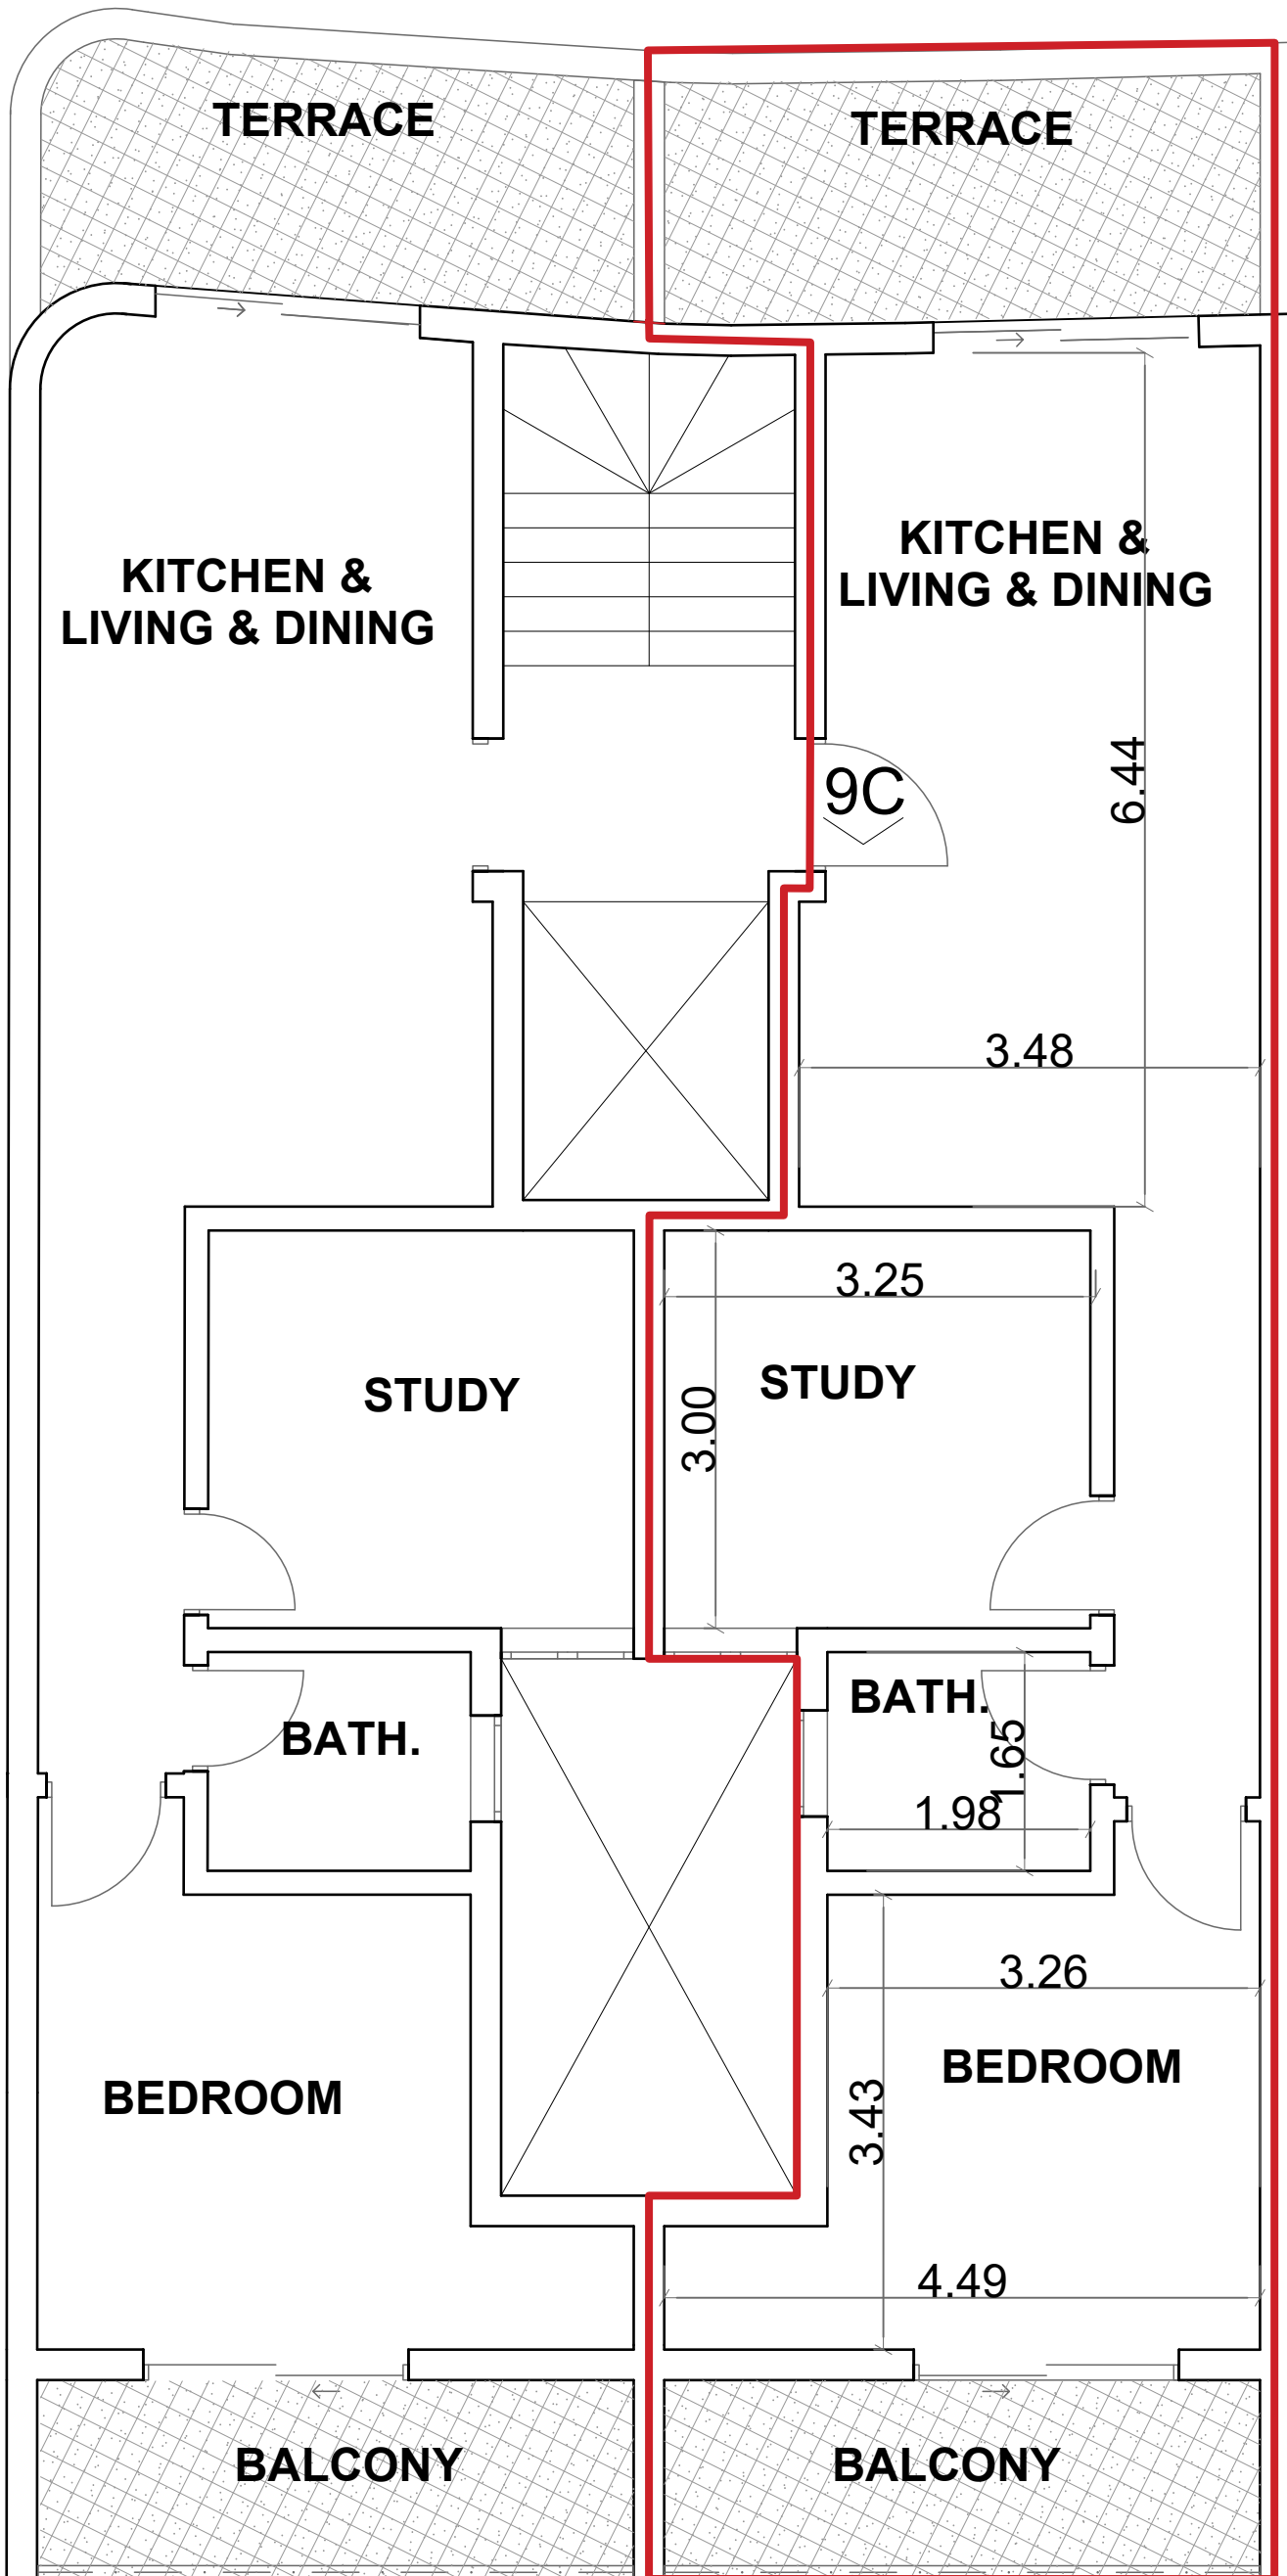 TERRACE
TERRACE
KITCHEN &
LIVING & DINING
KITCHEN &
LIVING & DINING
6.44
9C
3.48
3.25
STUDY
STUDY
3.00
BATH.
BATH.
1.65
1.98
3.26
BEDROOM
BEDROOM
3.43
4.49
BALCONY
BALCONY